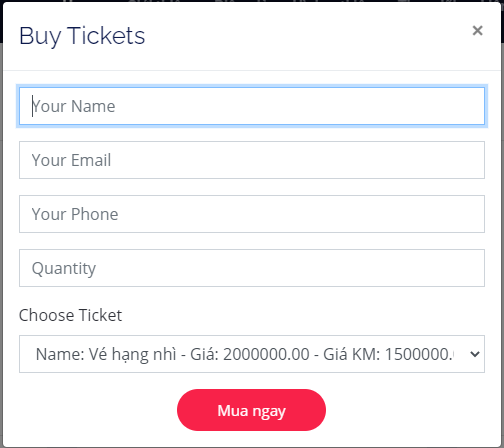 Buy Tickets ×
Your Name
Your Email
Your Phone
Quantity
Choose Ticket
Name: Vé hạng nhì - Giá: 2000000.00 - Giá KM: 1500000.
Mua ngay